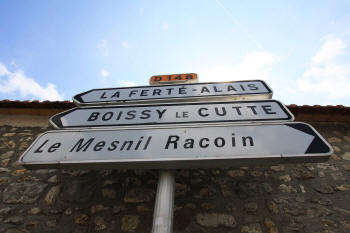 D 148
LA FERTÉ-ALAIS
BOISSY LE CUTTE
Le Mesnil Racoin